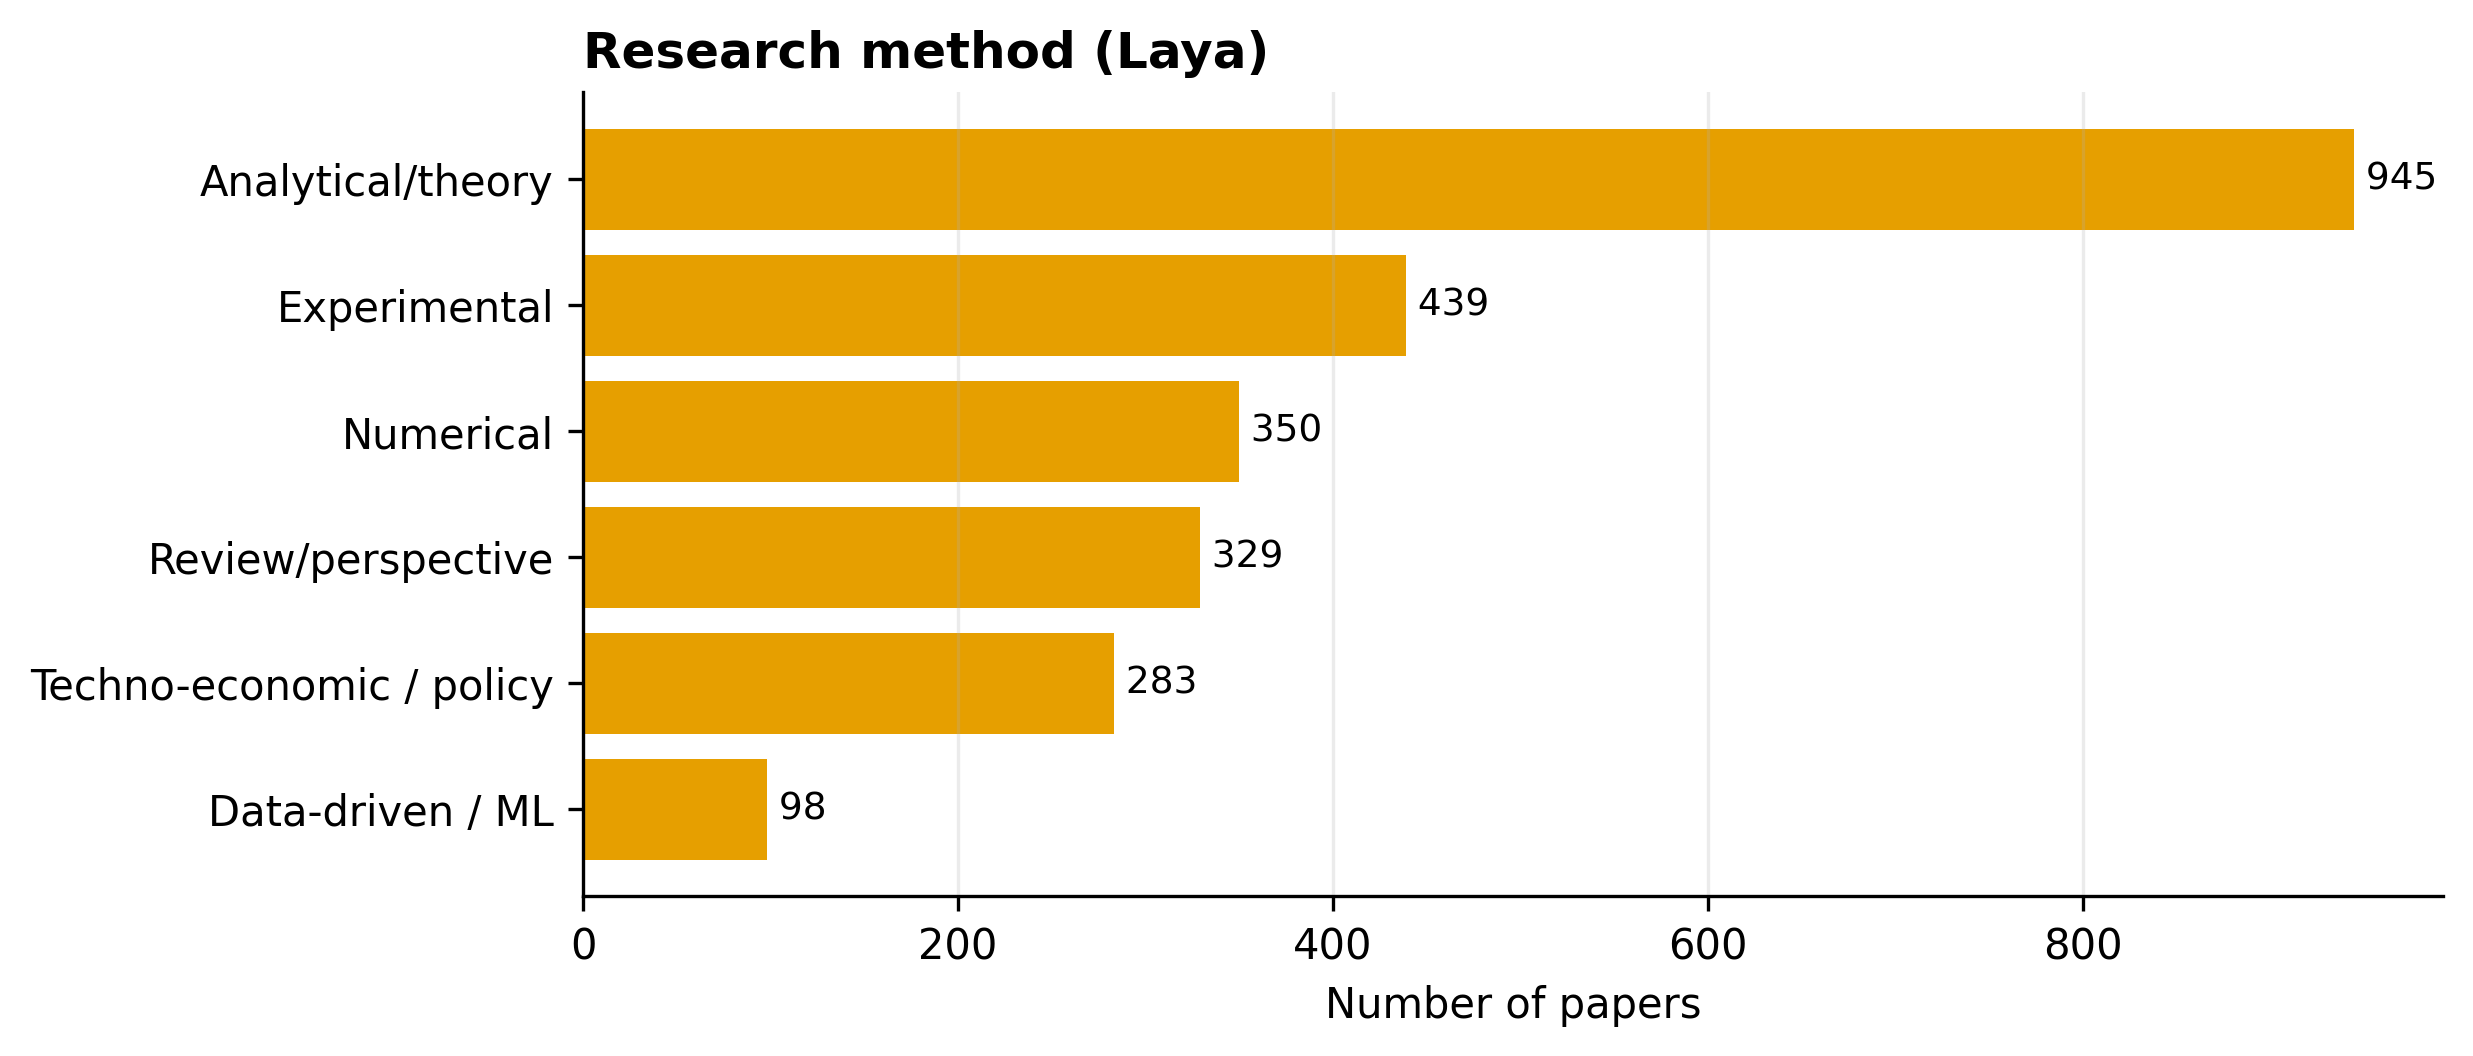 Research method (Laya)
Analytical/theory 945
Experimental 439
Numerical 350
Review/perspective 329
Techno-economic / policy 283
Data-driven / ML 98
0 200 400 600 800
Number of papers